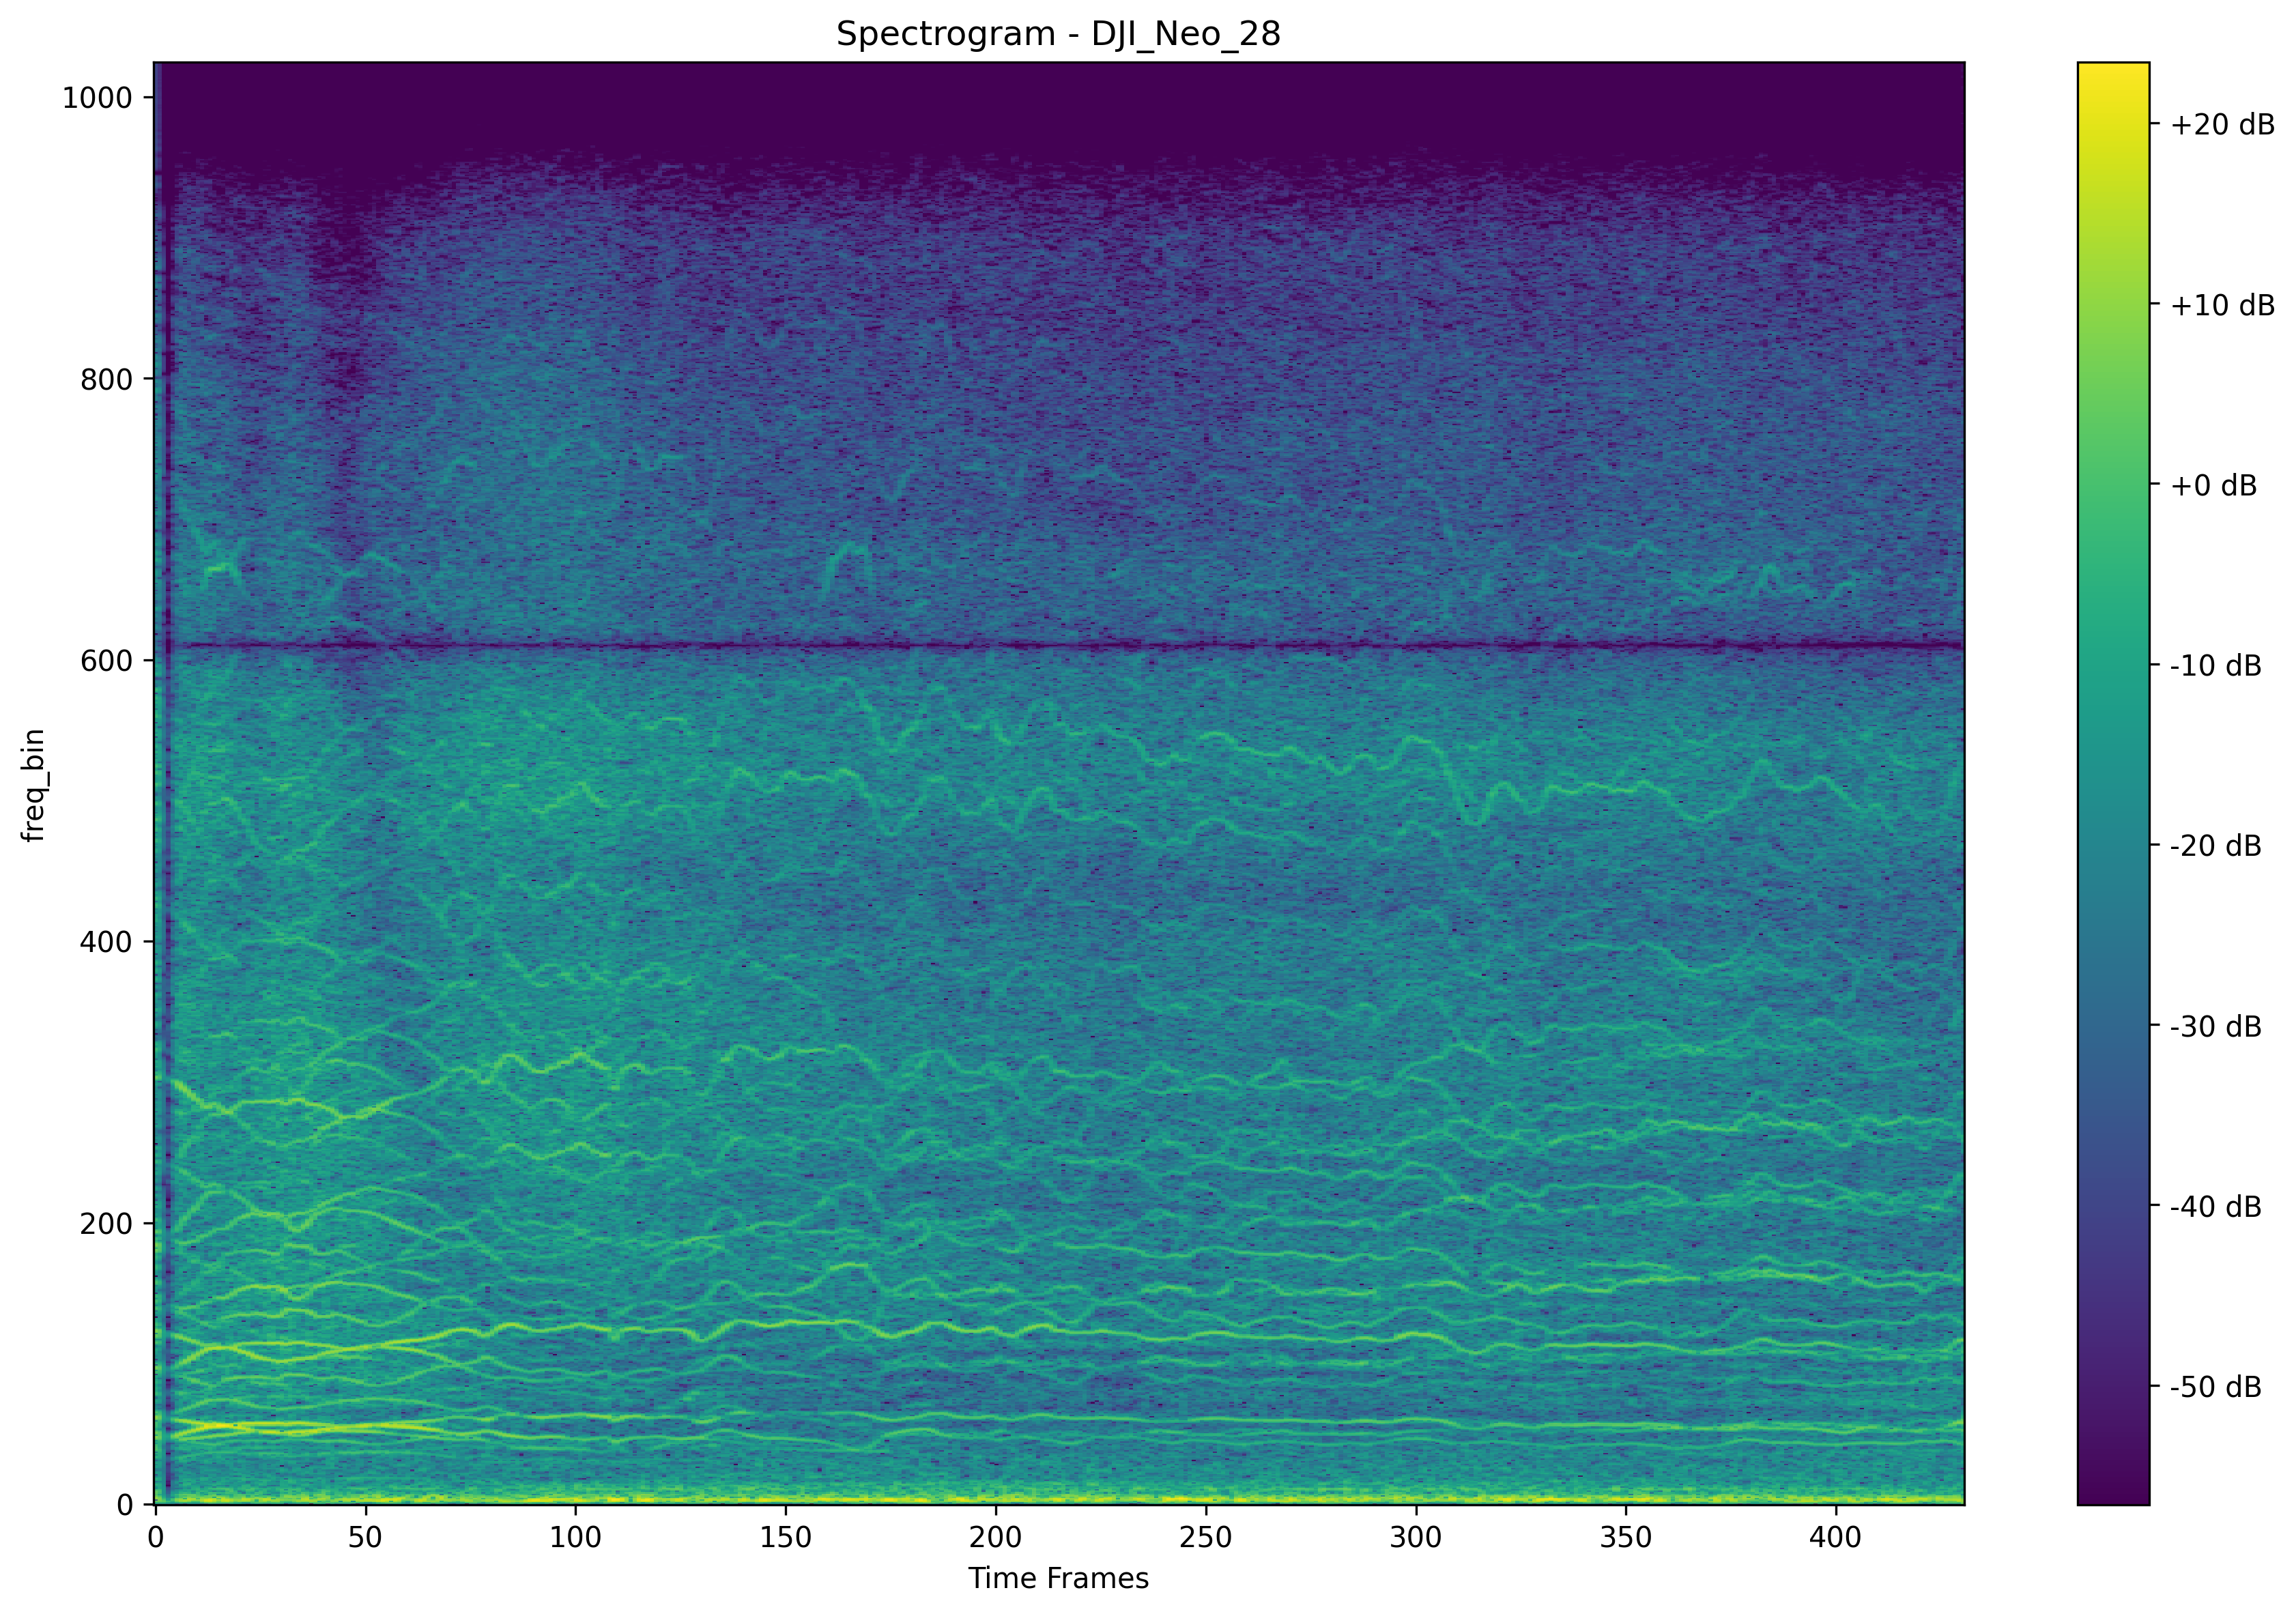 Spectrogram - DJI_Neo_28
1000
800
600
400
200
0
freq_bin
0 50 100 150 200 250 300 350 400
Time Frames
+20 dB
+10 dB
+0 dB
-10 dB
-20 dB
-30 dB
-40 dB
-50 dB